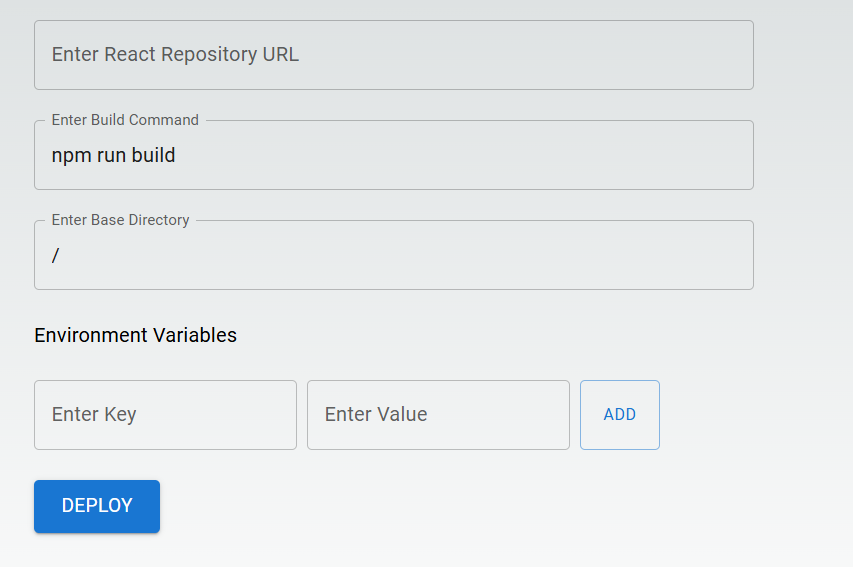 Enter React Repository URL
Enter Build Command
npm run build
Enter Base Directory
/
Environment Variables
Enter Key
Enter Value
ADD
DEPLOY